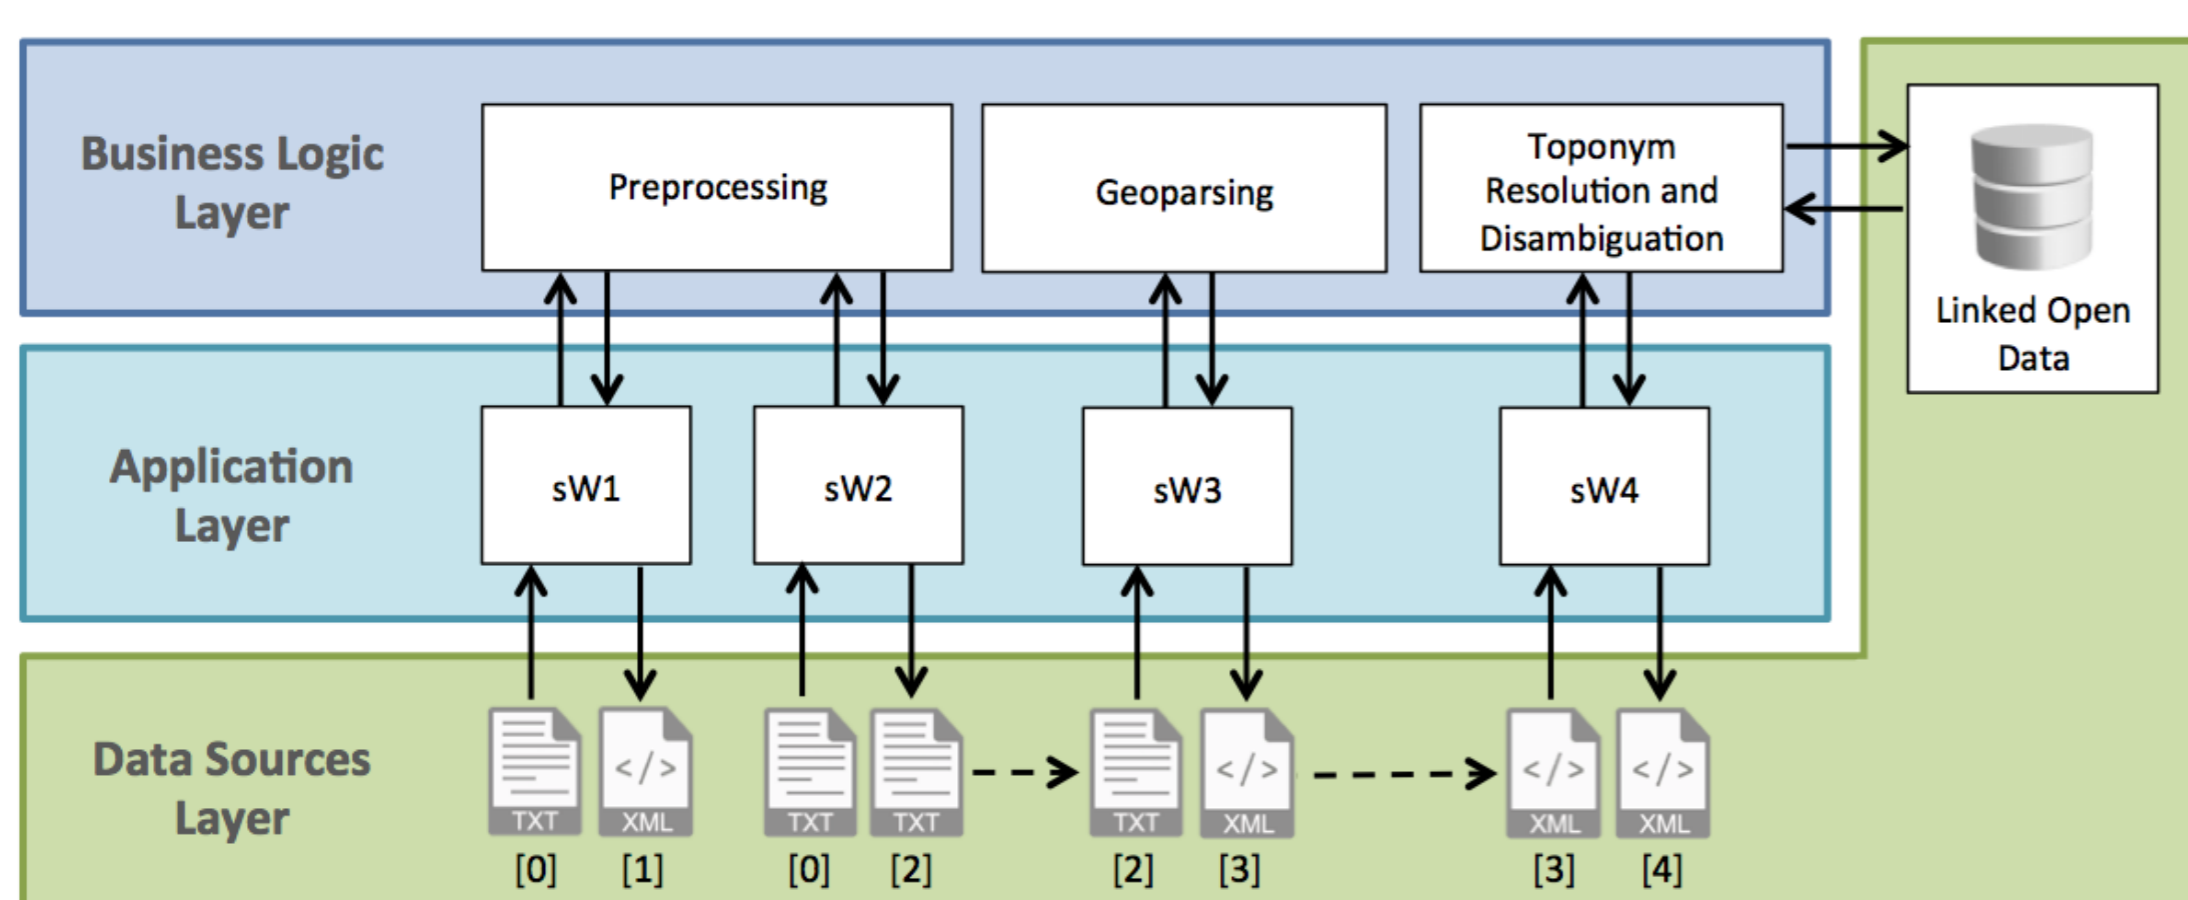 Business Logic
Layer
Preprocessing
Geoparsing
Toponym
Resolution and
Disambiguation
Linked Open
Data
Application
Layer
sW1
sW2
sW3
sW4
Data Sources
Layer
TXT
</>
XML
TXT
TXT
TXT
</>
XML
</>
XML
</>
XML
[0]
[1]
[0]
[2]
[2]
[3]
[3]
[4]